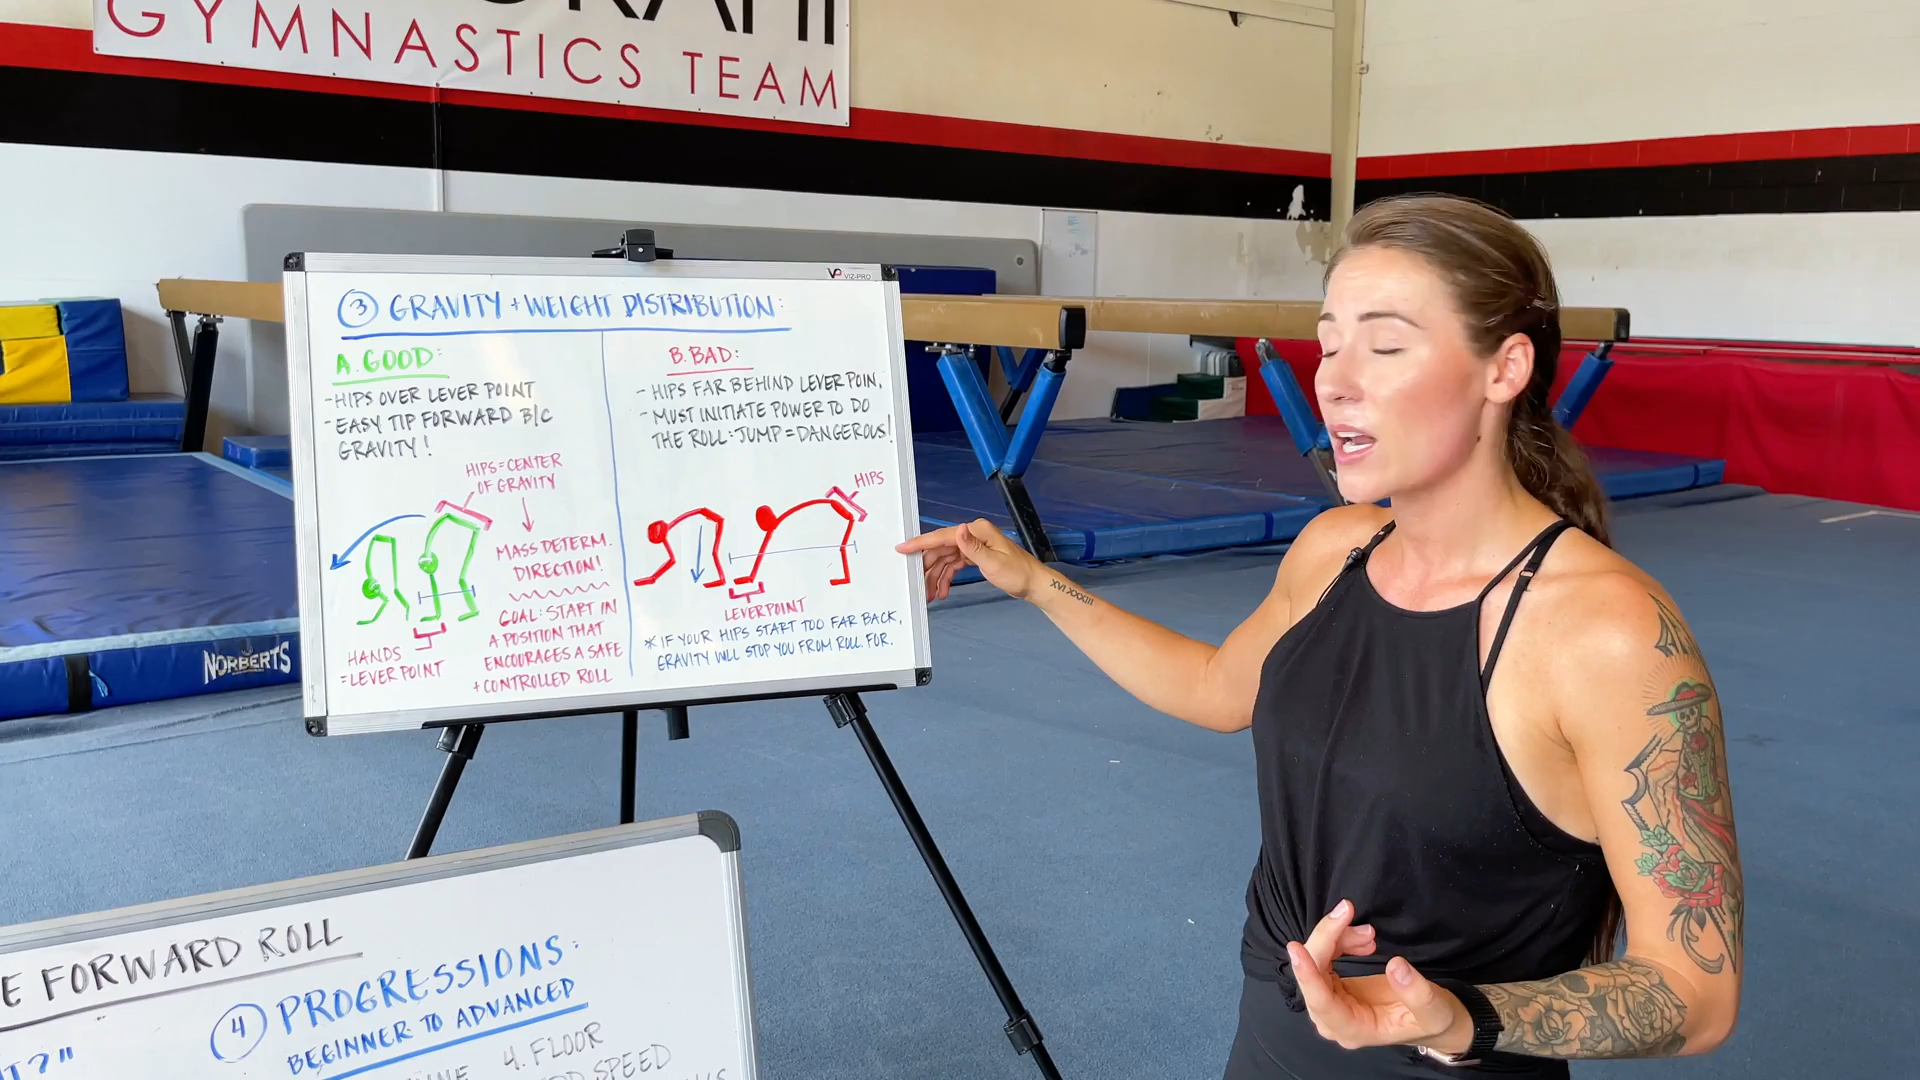 GYMNASTICS TEAM
VP VIZ-PRO
③ GRAVITY + WEIGHT DISTRIBUTION:
A. GOOD:
-HIPS OVER LEVER POINT
-EASY TIP FORWARD B/C
GRAVITY!
HIPS=CENTER
OF GRAVITY
MASS DETERM.
DIRECTION!
GOAL: START IN
A POSITION THAT
ENCOURAGES A SAFE
+ CONTROLLED ROLL
HANDS
=LEVER POINT
B. BAD:
- HIPS FAR BEHIND LEVER POIN.
- MUST INITIATE POWER TO DO
THE ROLL: JUMP = DANGEROUS!
HIPS
LEVERPOINT
* IF YOUR HIPS START TOO FAR BACK,
GRAVITY WILL STOP YOU FROM ROLL. FOR.
NORBERTS
XVI XXXIII
E FORWARD ROLL
④ PROGRESSIONS:
BEGINNER TO ADVANCED
4. FLOOR
SPEED